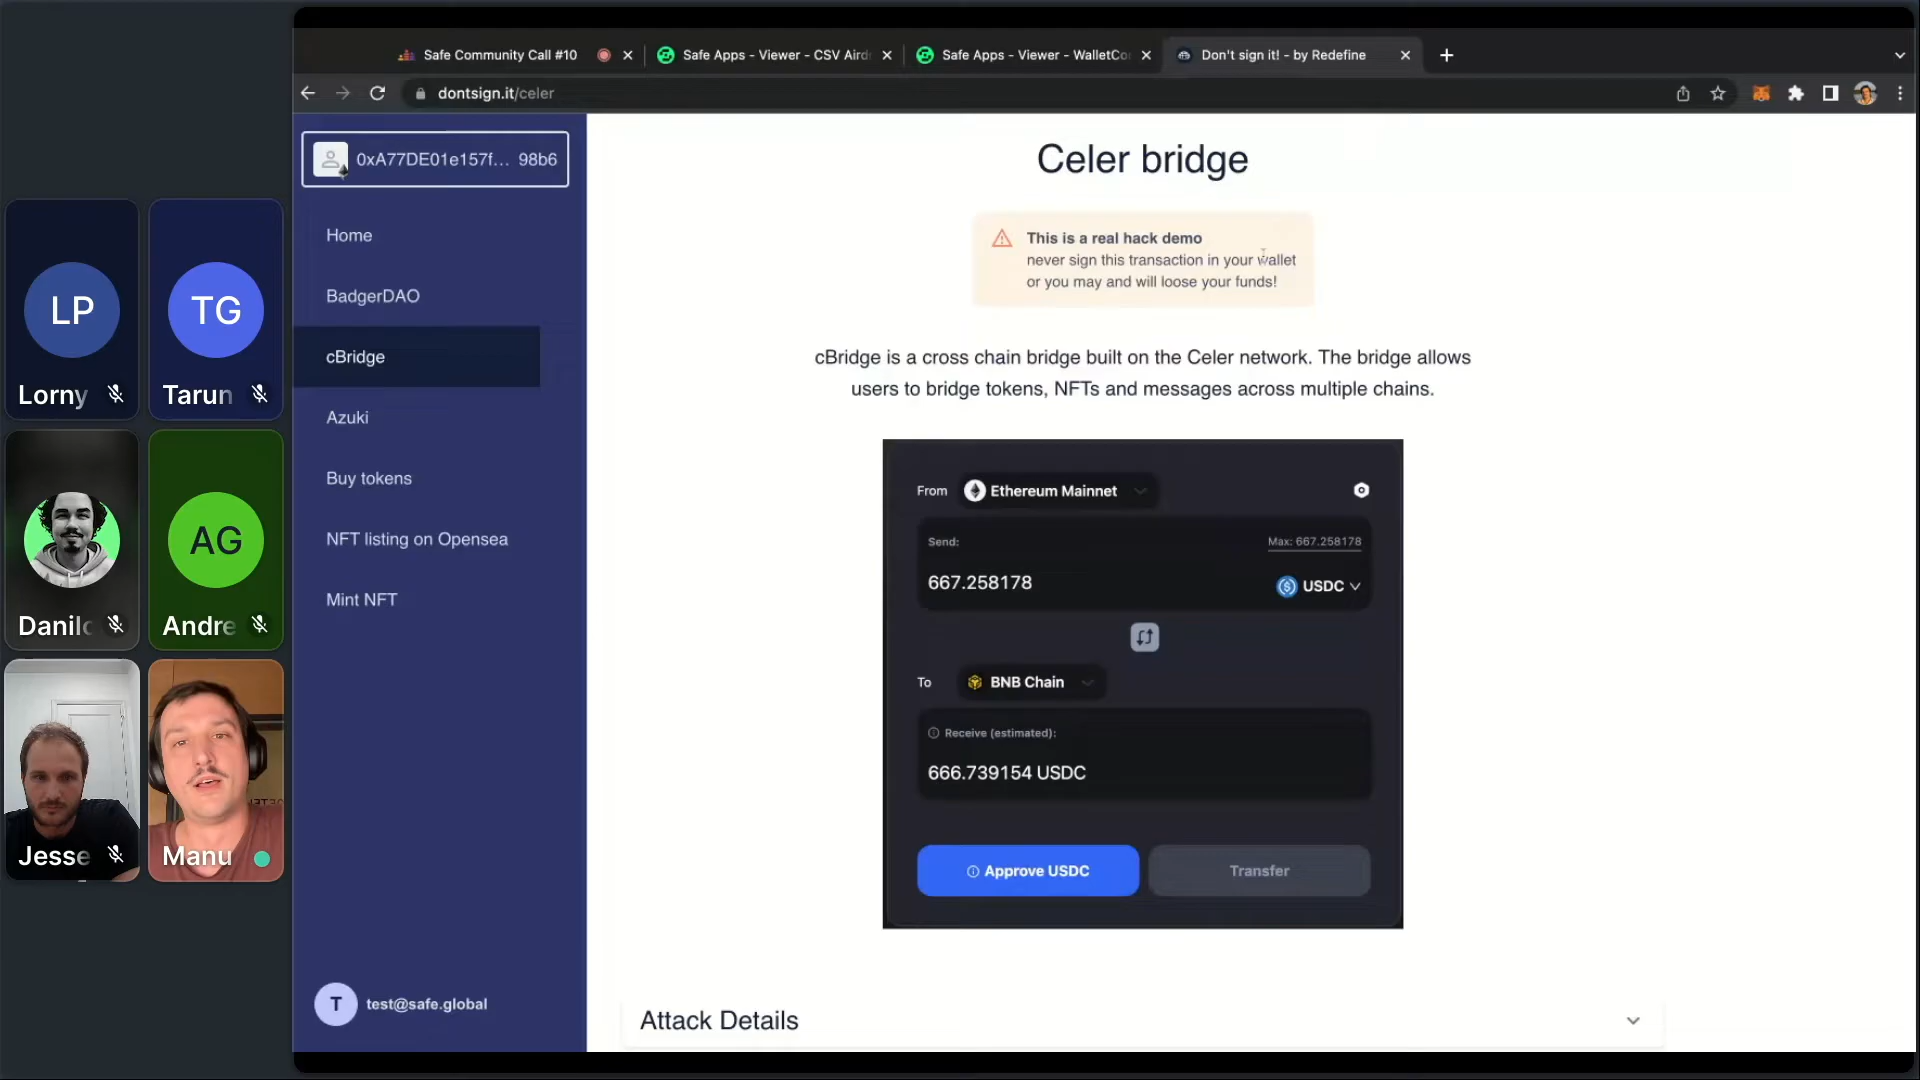 LP
Lorny
TG
Tarun
Danilo
AG
Andre
Jesse
Manu
Safe Community Call #10
Safe Apps - Viewer - CSV Aird
Safe Apps - Viewer - WalletCo
Don't sign it! - by Redefine
dontsign.it/celer
0xA77DE01e157f... 98b6
Home
BadgerDAO
cBridge
Azuki
Buy tokens
NFT listing on Opensea
Mint NFT
T
test@safe.global
Celer bridge
This is a real hack demo
never sign this transaction in your wallet
or you may and will loose your funds!
cBridge is a cross chain bridge built on the Celer network. The bridge allows
users to bridge tokens, NFTs and messages across multiple chains.
From Ethereum Mainnet
Send: Max: 667.258178
667.258178 USDC
To BNB Chain
Receive (estimated):
666.739154 USDC
Approve USDC Transfer
Attack Details